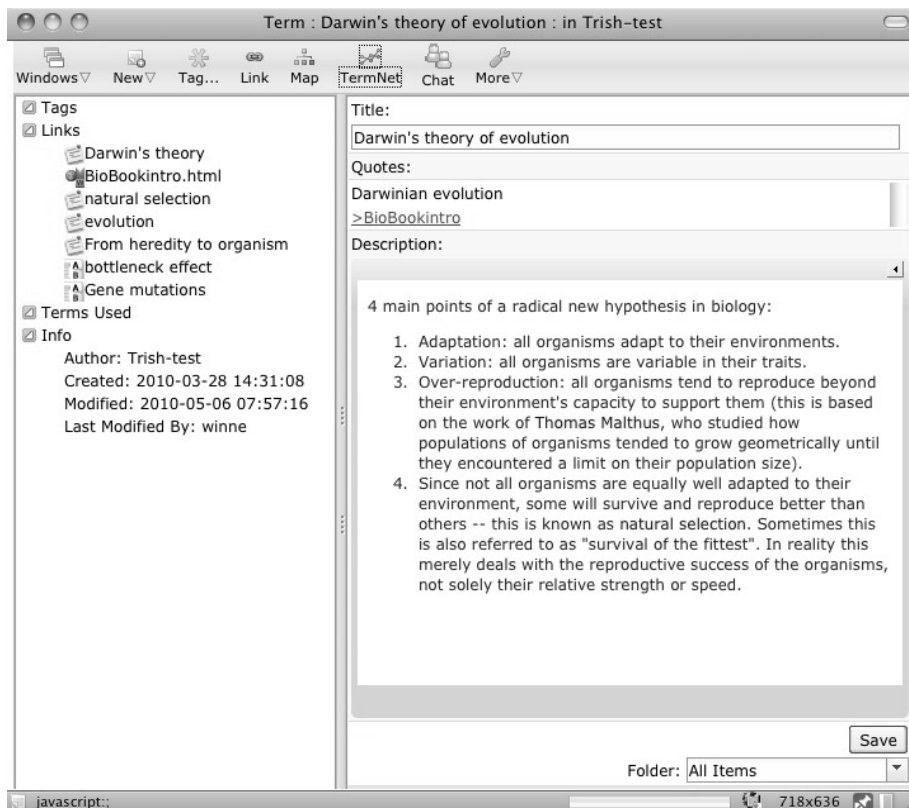 Term : Darwin's theory of evolution : in Trish-test
Windows▽ New▽ Tag... Link Map TermNet Chat More▽
Tags
Links
Darwin's theory
BioBookintro.html
natural selection
evolution
From heredity to organism
bottleneck effect
Gene mutations
Terms Used
Info
Author: Trish-test
Created: 2010-03-28 14:31:08
Modified: 2010-05-06 07:57:16
Last Modified By: winne
Title:
Darwin's theory of evolution
Quotes:
Darwinian evolution
>BioBookintro
Description:
4 main points of a radical new hypothesis in biology:
1. Adaptation: all organisms adapt to their environments.
2. Variation: all organisms are variable in their traits.
3. Over-reproduction: all organisms tend to reproduce beyond
their environment's capacity to support them (this is based
on the work of Thomas Malthus, who studied how
populations of organisms tended to grow geometrically until
they encountered a limit on their population size).
4. Since not all organisms are equally well adapted to their
environment, some will survive and reproduce better than
others -- this is known as natural selection. Sometimes this
is also referred to as "survival of the fittest". In reality this
merely deals with the reproductive success of the organisms,
not solely their relative strength or speed.
Save
Folder: All Items
javascript:;
718x636